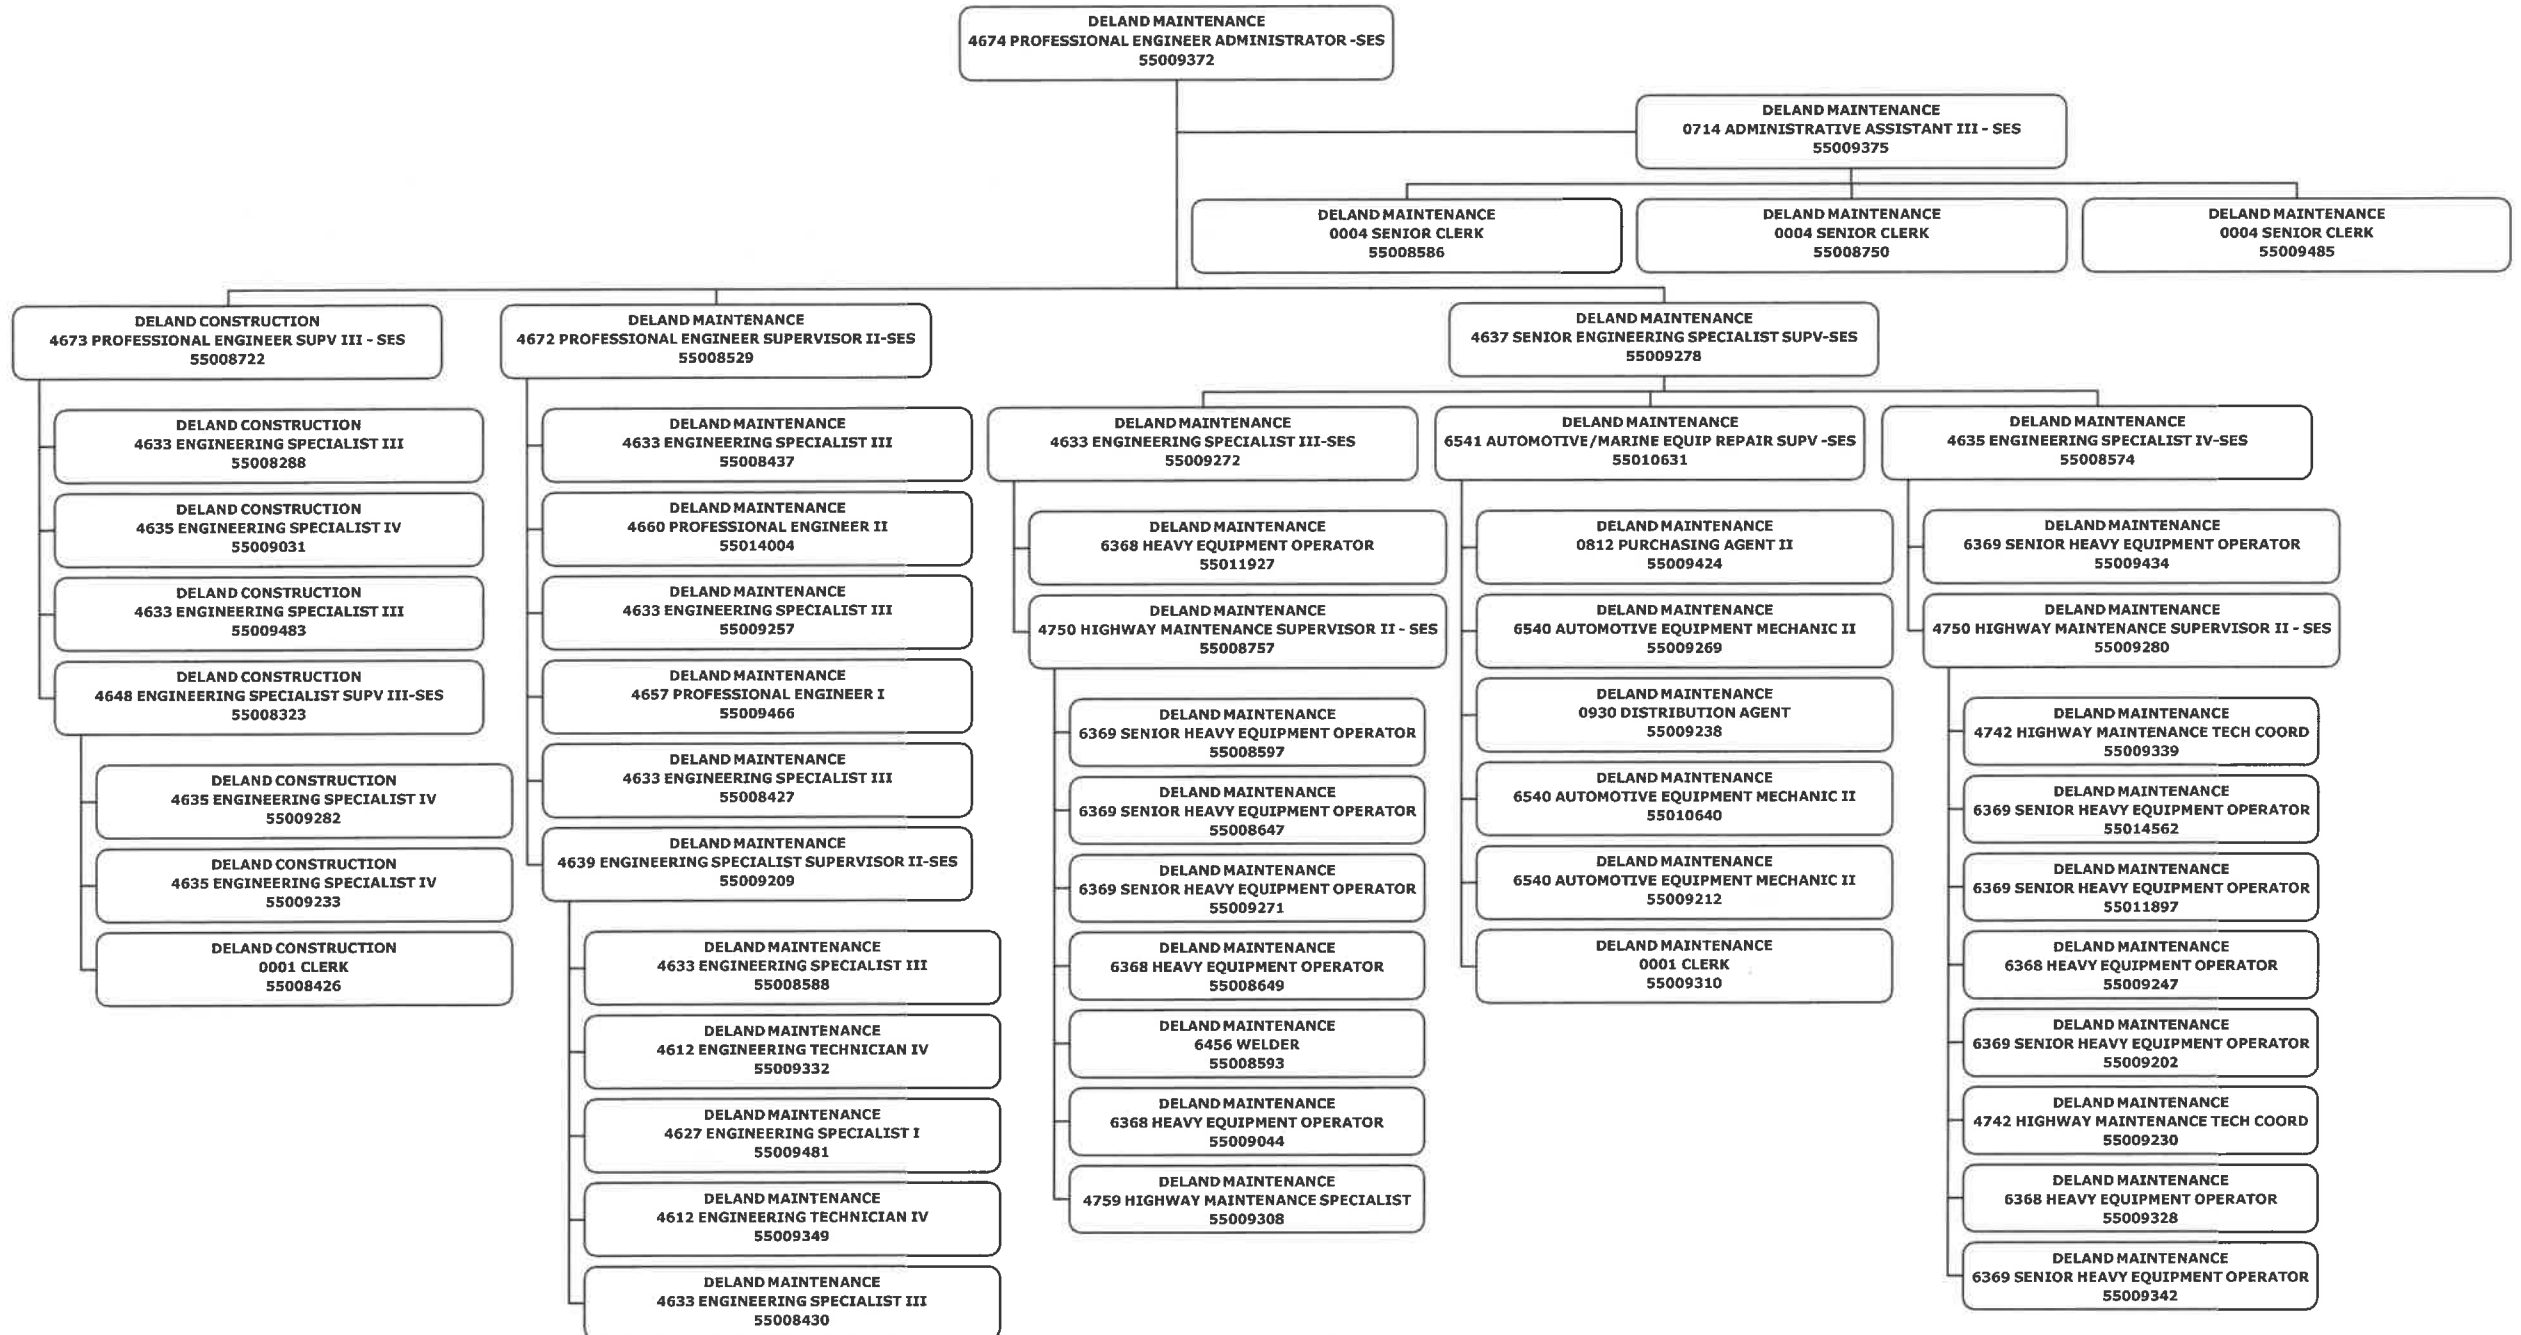 DELAND MAINTENANCE
4674 PROFESSIONAL ENGINEER ADMINISTRATOR -SES
55009372
DELAND MAINTENANCE
0714 ADMINISTRATIVE ASSISTANT III - SES
55009375
DELAND MAINTENANCE
0004 SENIOR CLERK
55008586
DELAND MAINTENANCE
0004 SENIOR CLERK
55008750
DELAND MAINTENANCE
0004 SENIOR CLERK
55009485
DELAND CONSTRUCTION
4673 PROFESSIONAL ENGINEER SUPV III - SES
55008722
DELAND CONSTRUCTION
4633 ENGINEERING SPECIALIST III
55008288
DELAND CONSTRUCTION
4635 ENGINEERING SPECIALIST IV
55009031
DELAND CONSTRUCTION
4633 ENGINEERING SPECIALIST III
55009483
DELAND CONSTRUCTION
4648 ENGINEERING SPECIALIST SUPV III-SES
55008323
DELAND CONSTRUCTION
4635 ENGINEERING SPECIALIST IV
55009282
DELAND CONSTRUCTION
4635 ENGINEERING SPECIALIST IV
55009233
DELAND CONSTRUCTION
0001 CLERK
55008426
DELAND MAINTENANCE
4672 PROFESSIONAL ENGINEER SUPERVISOR II-SES
55008529
DELAND MAINTENANCE
4633 ENGINEERING SPECIALIST III
55008437
DELAND MAINTENANCE
4660 PROFESSIONAL ENGINEER II
55014004
DELAND MAINTENANCE
4633 ENGINEERING SPECIALIST III
55009257
DELAND MAINTENANCE
4657 PROFESSIONAL ENGINEER I
55009466
DELAND MAINTENANCE
4633 ENGINEERING SPECIALIST III
55008427
DELAND MAINTENANCE
4639 ENGINEERING SPECIALIST SUPERVISOR II-SES
55009209
DELAND MAINTENANCE
4633 ENGINEERING SPECIALIST III
55008588
DELAND MAINTENANCE
4612 ENGINEERING TECHNICIAN IV
55009332
DELAND MAINTENANCE
4627 ENGINEERING SPECIALIST I
55009481
DELAND MAINTENANCE
4612 ENGINEERING TECHNICIAN IV
55009349
DELAND MAINTENANCE
4633 ENGINEERING SPECIALIST III
55008430
DELAND MAINTENANCE
4637 SENIOR ENGINEERING SPECIALIST SUPV-SES
55009278
DELAND MAINTENANCE
4633 ENGINEERING SPECIALIST III-SES
55009272
DELAND MAINTENANCE
6368 HEAVY EQUIPMENT OPERATOR
55011927
DELAND MAINTENANCE
4750 HIGHWAY MAINTENANCE SUPERVISOR II - SES
55008757
DELAND MAINTENANCE
6369 SENIOR HEAVY EQUIPMENT OPERATOR
55008597
DELAND MAINTENANCE
6369 SENIOR HEAVY EQUIPMENT OPERATOR
55008647
DELAND MAINTENANCE
6369 SENIOR HEAVY EQUIPMENT OPERATOR
55009271
DELAND MAINTENANCE
6368 HEAVY EQUIPMENT OPERATOR
55008649
DELAND MAINTENANCE
6456 WELDER
55008593
DELAND MAINTENANCE
6368 HEAVY EQUIPMENT OPERATOR
55009044
DELAND MAINTENANCE
4759 HIGHWAY MAINTENANCE SPECIALIST
55009308
DELAND MAINTENANCE
6541 AUTOMOTIVE/MARINE EQUIP REPAIR SUPV -SES
55010631
DELAND MAINTENANCE
0812 PURCHASING AGENT II
55009424
DELAND MAINTENANCE
6540 AUTOMOTIVE EQUIPMENT MECHANIC II
55009269
DELAND MAINTENANCE
0930 DISTRIBUTION AGENT
55009238
DELAND MAINTENANCE
6540 AUTOMOTIVE EQUIPMENT MECHANIC II
55010640
DELAND MAINTENANCE
6540 AUTOMOTIVE EQUIPMENT MECHANIC II
55009212
DELAND MAINTENANCE
0001 CLERK
55009310
DELAND MAINTENANCE
4635 ENGINEERING SPECIALIST IV-SES
55008574
DELAND MAINTENANCE
6369 SENIOR HEAVY EQUIPMENT OPERATOR
55009434
DELAND MAINTENANCE
4750 HIGHWAY MAINTENANCE SUPERVISOR II - SES
55009280
DELAND MAINTENANCE
4742 HIGHWAY MAINTENANCE TECH COORD
55009339
DELAND MAINTENANCE
6369 SENIOR HEAVY EQUIPMENT OPERATOR
55014562
DELAND MAINTENANCE
6369 SENIOR HEAVY EQUIPMENT OPERATOR
55011897
DELAND MAINTENANCE
6368 HEAVY EQUIPMENT OPERATOR
55009247
DELAND MAINTENANCE
6369 SENIOR HEAVY EQUIPMENT OPERATOR
55009202
DELAND MAINTENANCE
4742 HIGHWAY MAINTENANCE TECH COORD
55009230
DELAND MAINTENANCE
6368 HEAVY EQUIPMENT OPERATOR
55009328
DELAND MAINTENANCE
6369 SENIOR HEAVY EQUIPMENT OPERATOR
55009342